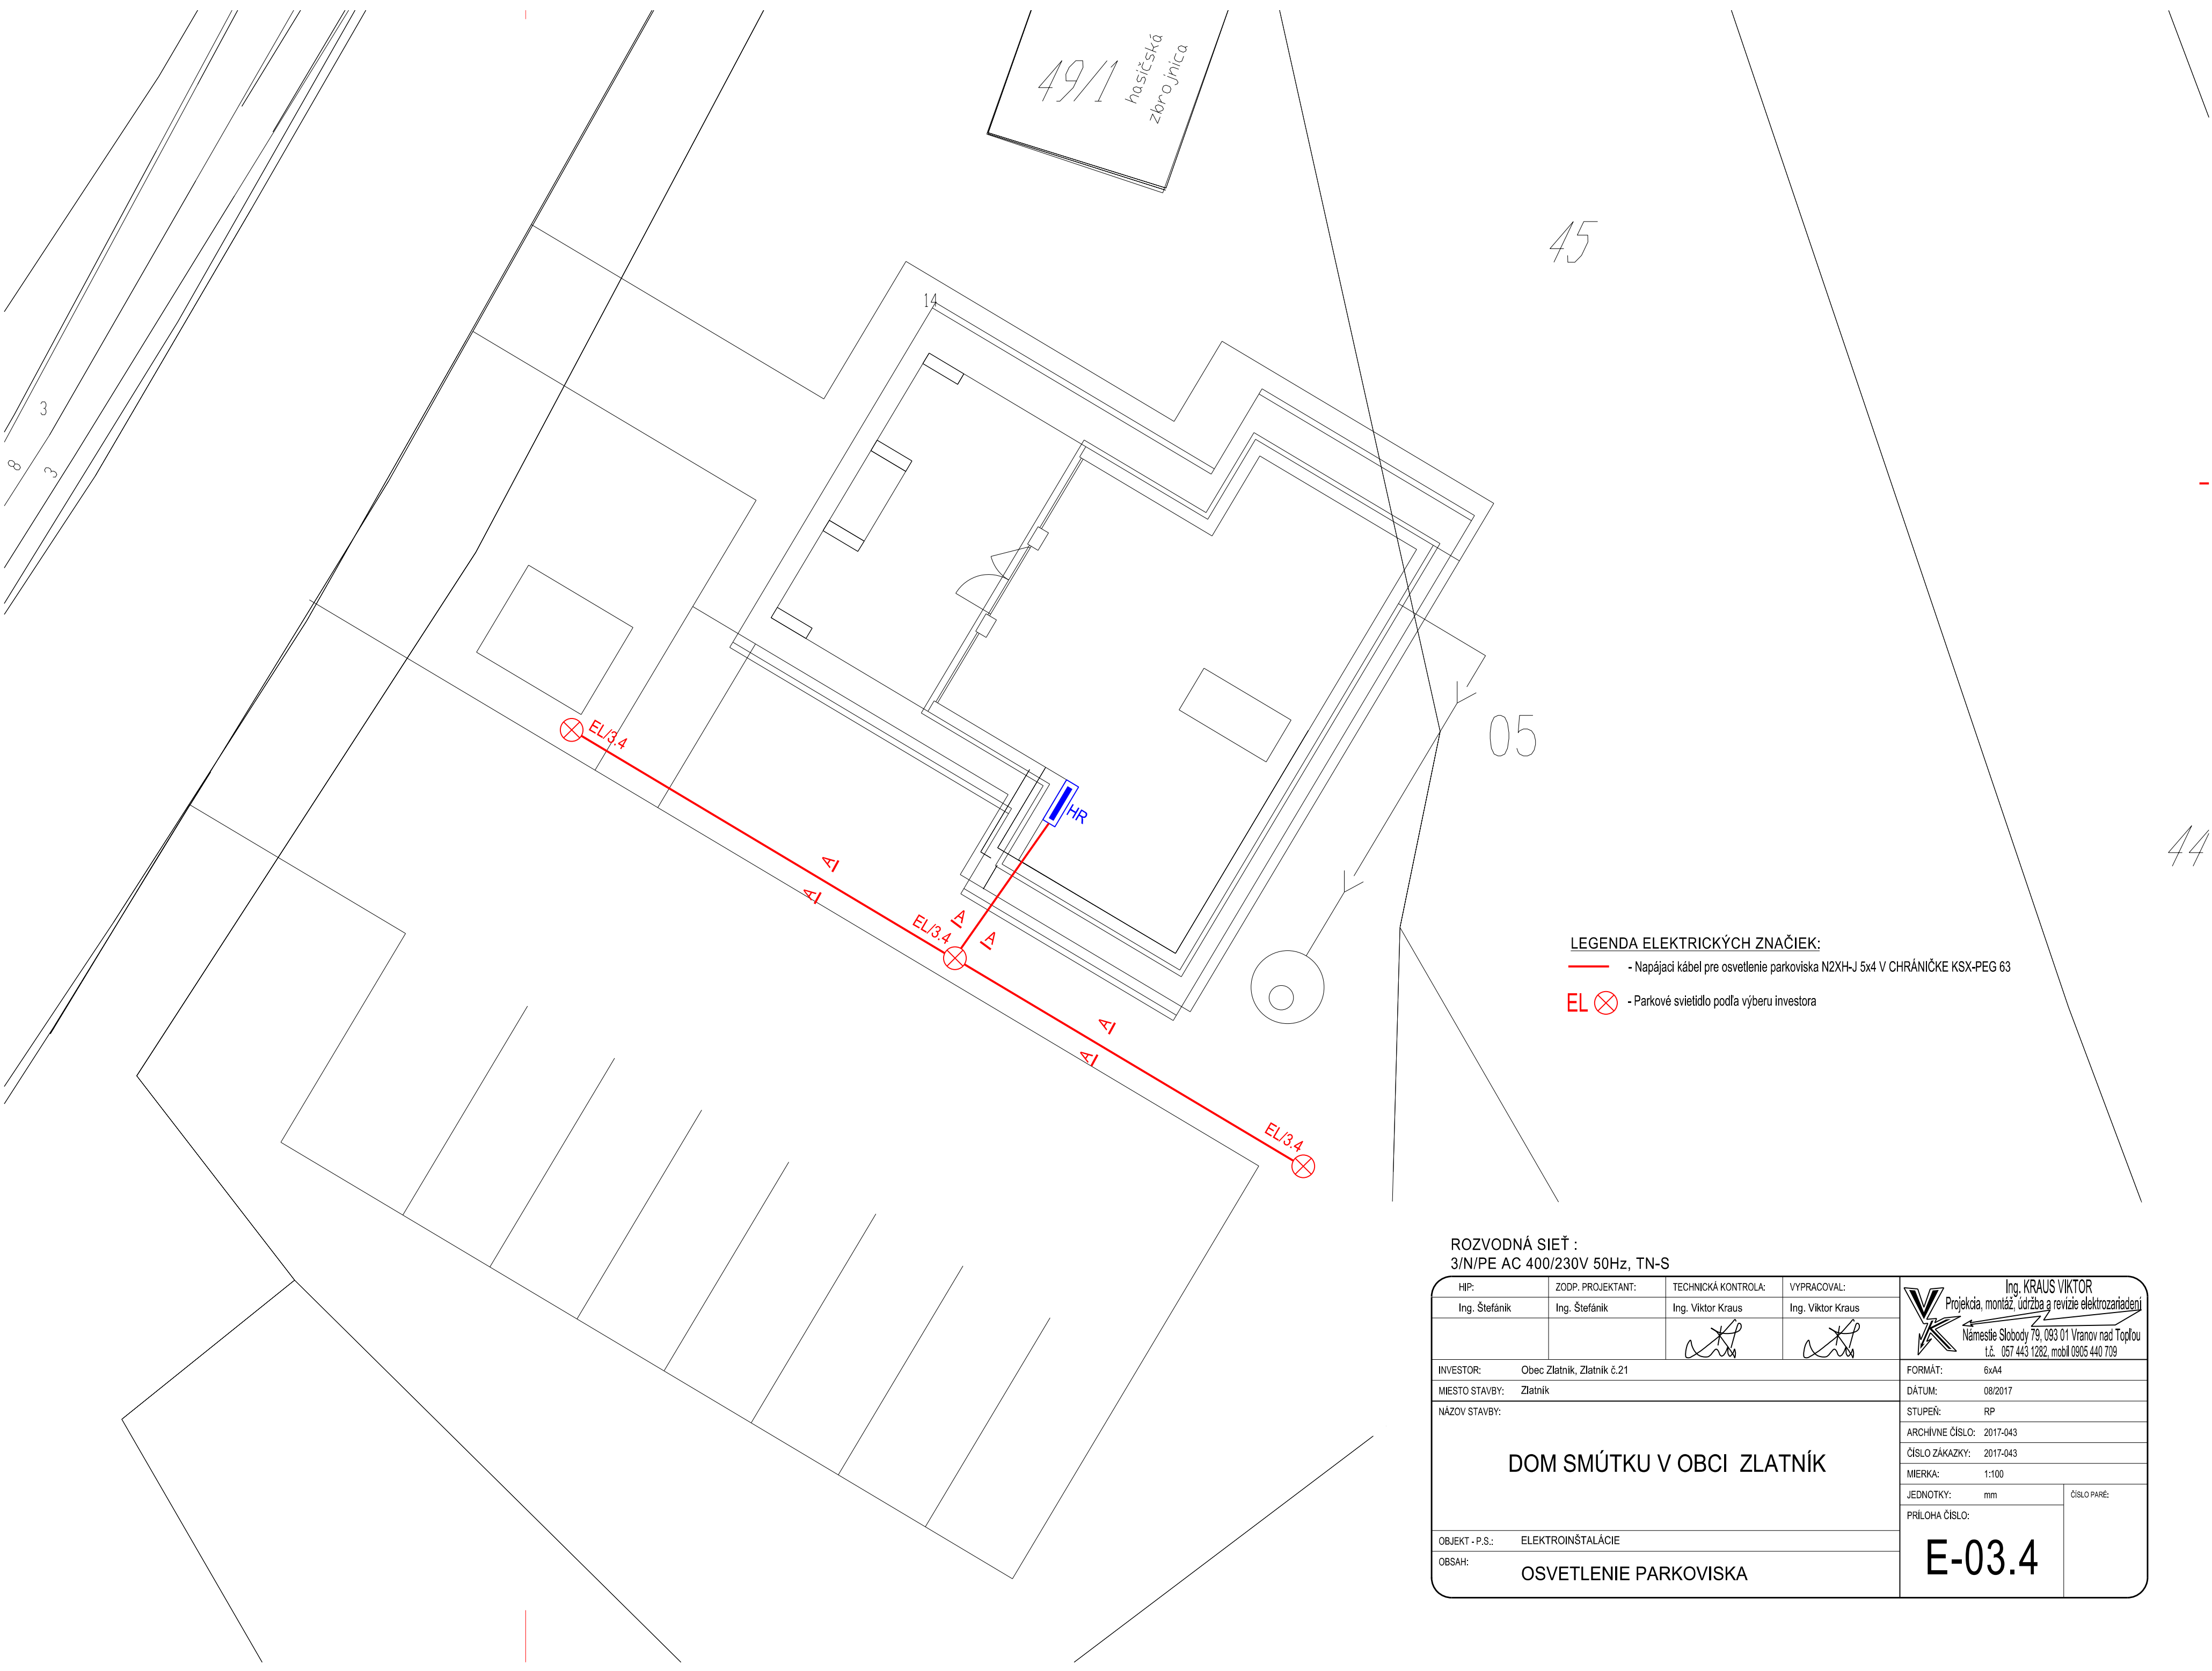 49/1
hasičská
zbrojnica
45
14
3
8
3
05
44
EL/3.4
HR
A
A
EL/3.4
A
A
A
A
EL/3.4
LEGENDA ELEKTRICKÝCH ZNAČIEK:
- Napájaci kábel pre osvetlenie parkoviska N2XH-J 5x4 V CHRÁNIČKE KSX-PEG 63
EL - Parkové svietidlo podľa výberu investora
ROZVODNÁ SIEŤ :
3/N/PE AC 400/230V 50Hz, TN-S
HIP: ZODP. PROJEKTANT: TECHNICKÁ KONTROLA: VYPRACOVAL:
Ing. Štefánik Ing. Štefánik Ing. Viktor Kraus Ing. Viktor Kraus
VK
Ing. KRAUS VIKTOR
Projekcia, montáž, údržba a revízie elektrozariadení
Námestie Slobody 79, 093 01 Vranov nad Topľou
t.č. 057 443 1282, mobil 0905 440 709
INVESTOR: Obec Zlatník, Zlatník č.21
MIESTO STAVBY: Zlatník
NÁZOV STAVBY:
DOM SMÚTKU V OBCI ZLATNÍK
OBJEKT - P.S.: ELEKTROINŠTALÁCIE
OBSAH:
OSVETLENIE PARKOVISKA
FORMÁT: 6xA4
DÁTUM: 08/2017
STUPEŇ: RP
ARCHÍVNE ČÍSLO: 2017-043
ČÍSLO ZÁKAZKY: 2017-043
MIERKA: 1:100
JEDNOTKY: mm
ČÍSLO PARÉ:
PRÍLOHA ČÍSLO:
E-03.4